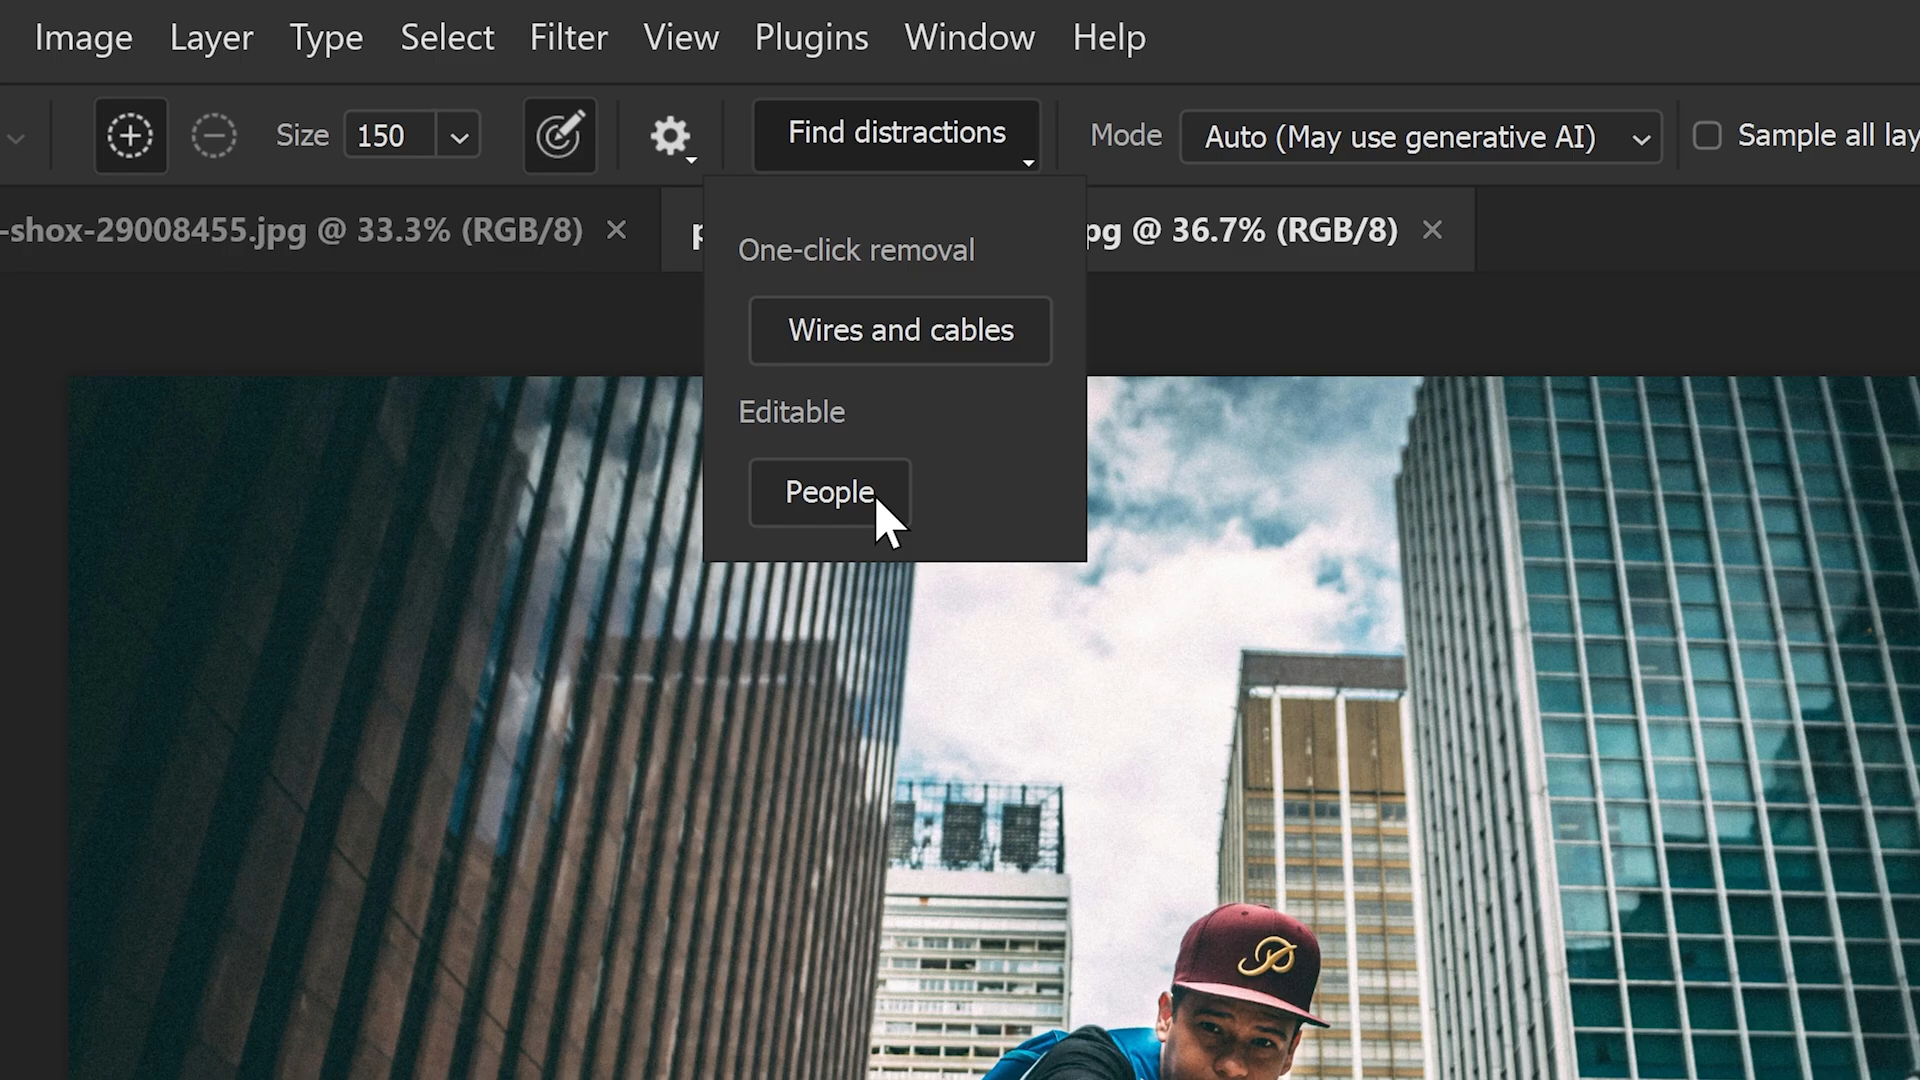 Image Layer Type Select Filter View Plugins Window Help
Size 150 Find distractions Mode Auto (May use generative AI) Sample all lay
-shox-29008455.jpg @ 33.3% (RGB/8) pg @ 36.7% (RGB/8)
One-click removal
Wires and cables
Editable
People